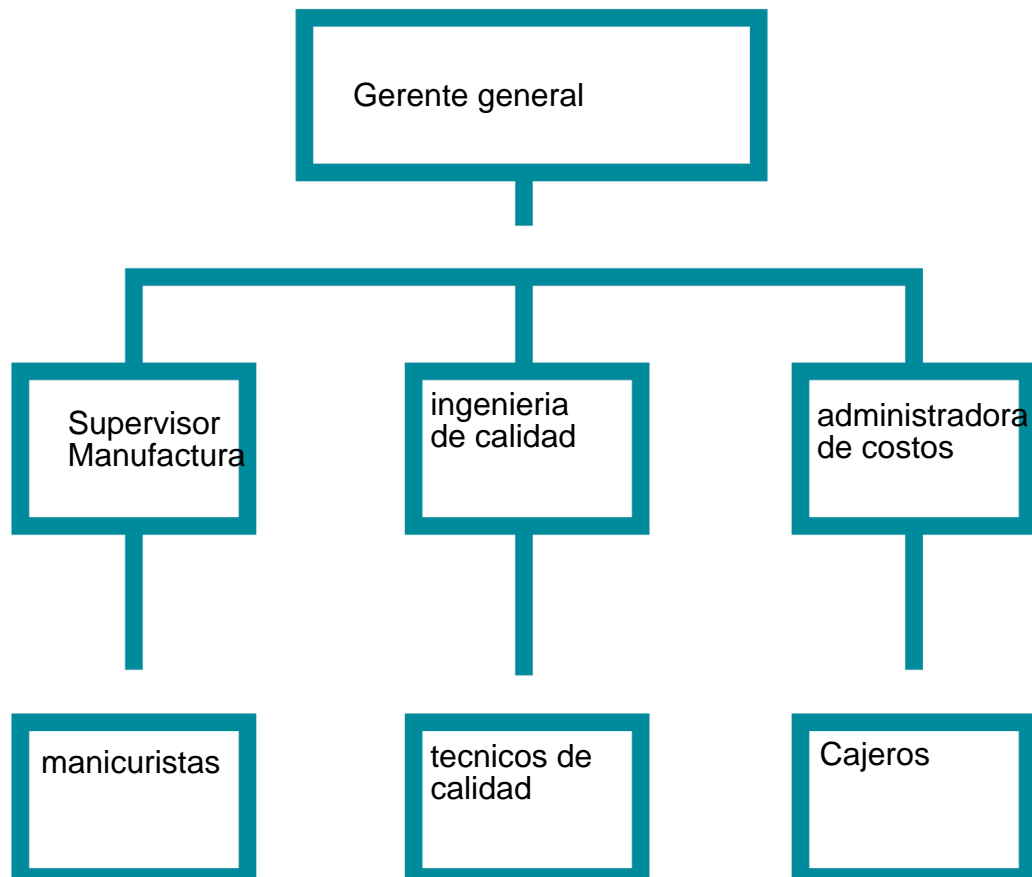 Gerente general
Supervisor
Manufactura
ingenieria
de calidad
administradora
de costos
manicuristas
tecnicos de
calidad
Cajeros